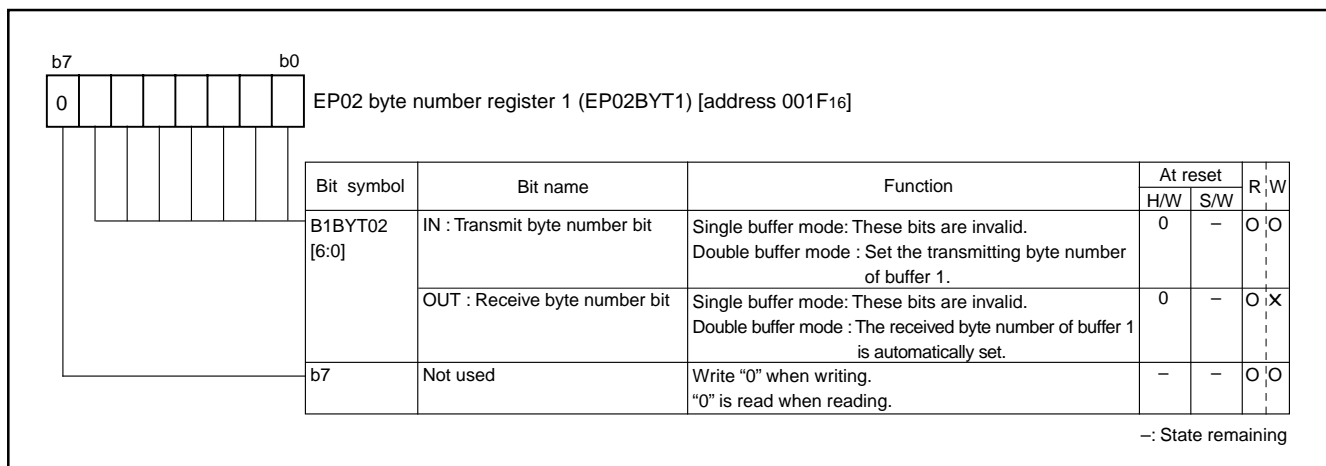 b7 b0
0
EP02 byte number register 1 (EP02BYT1) [address 001F16]
Bit symbol Bit name Function At reset R W
H/W S/W
B1BYT02 IN : Transmit byte number bit Single buffer mode: These bits are invalid. 0 – O O
[6:0] Double buffer mode : Set the transmitting byte number
of buffer 1.
OUT : Receive byte number bit Single buffer mode: These bits are invalid. 0 – O X
Double buffer mode : The received byte number of buffer 1
is automatically set.
b7 Not used Write “0” when writing. – – O O
“0” is read when reading.
–: State remaining